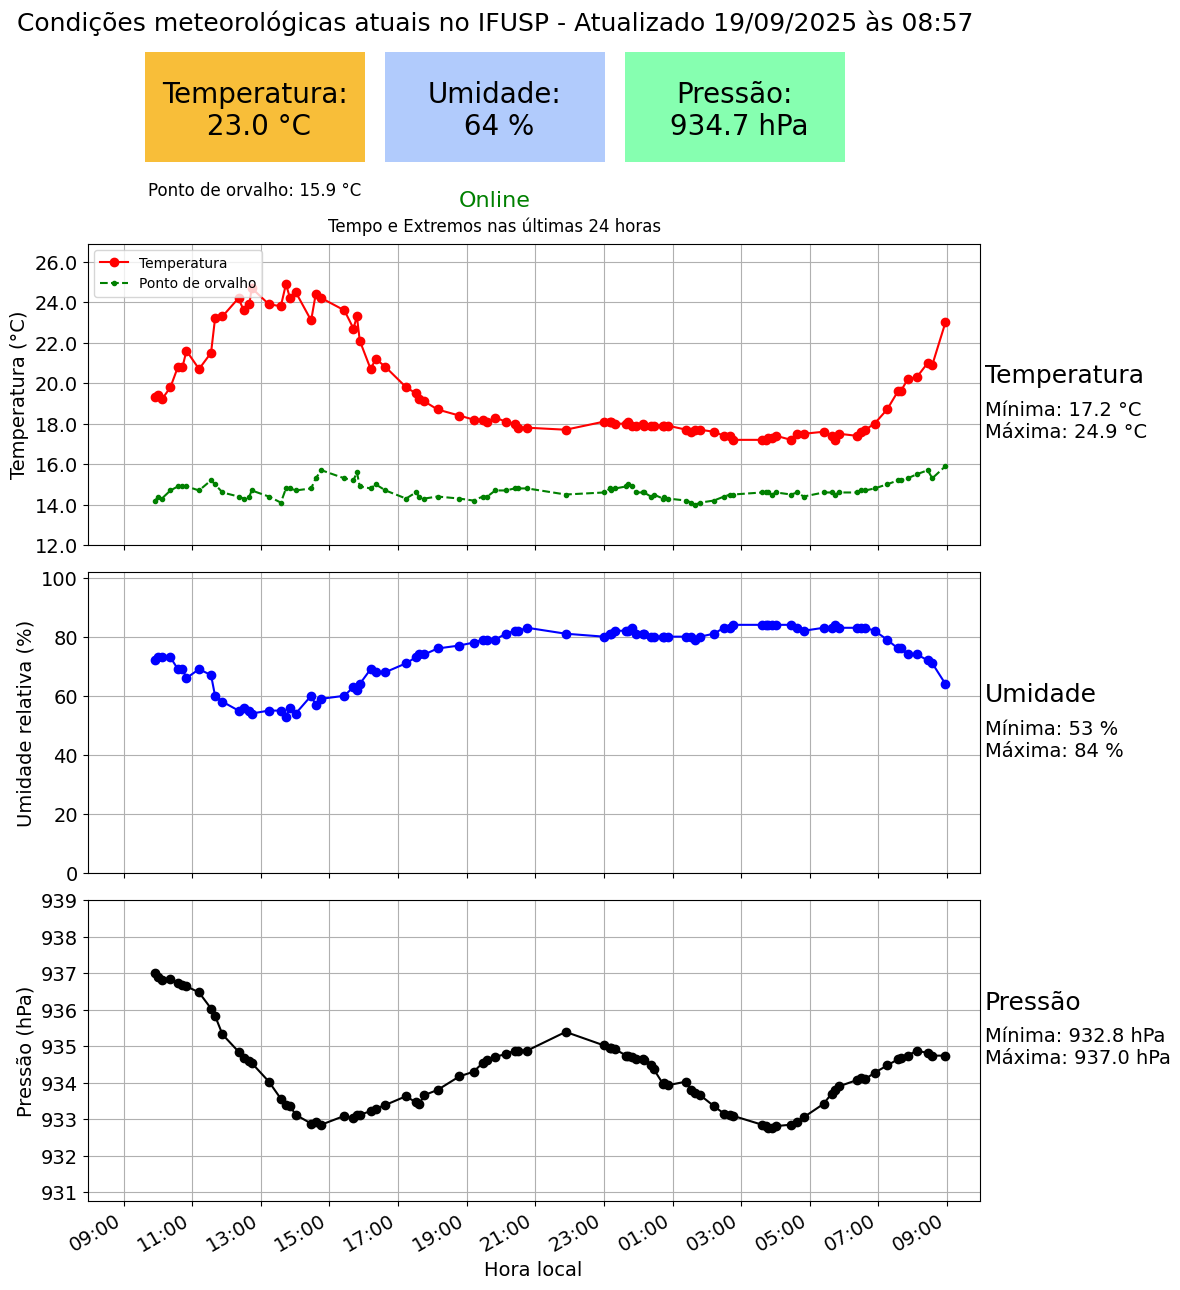 Condições meteorológicas atuais no IFUSP - Atualizado 19/09/2025 às 08:57
Temperatura:
23.0 °C
Umidade:
64 %
Pressão:
934.7 hPa
Ponto de orvalho: 15.9 °C
Online
Tempo e Extremos nas últimas 24 horas
Temperatura
Ponto de orvalho
Temperatura (°C)
26.0
24.0
22.0
20.0
18.0
16.0
14.0
12.0
Temperatura
Mínima: 17.2 °C
Máxima: 24.9 °C
Umidade relativa (%)
100
80
60
40
20
0
Umidade
Mínima: 53 %
Máxima: 84 %
Pressão (hPa)
939
938
937
936
935
934
933
932
931
Pressão
Mínima: 932.8 hPa
Máxima: 937.0 hPa
09:00 11:00 13:00 15:00 17:00 19:00 21:00 23:00 01:00 03:00 05:00 07:00 09:00
Hora local